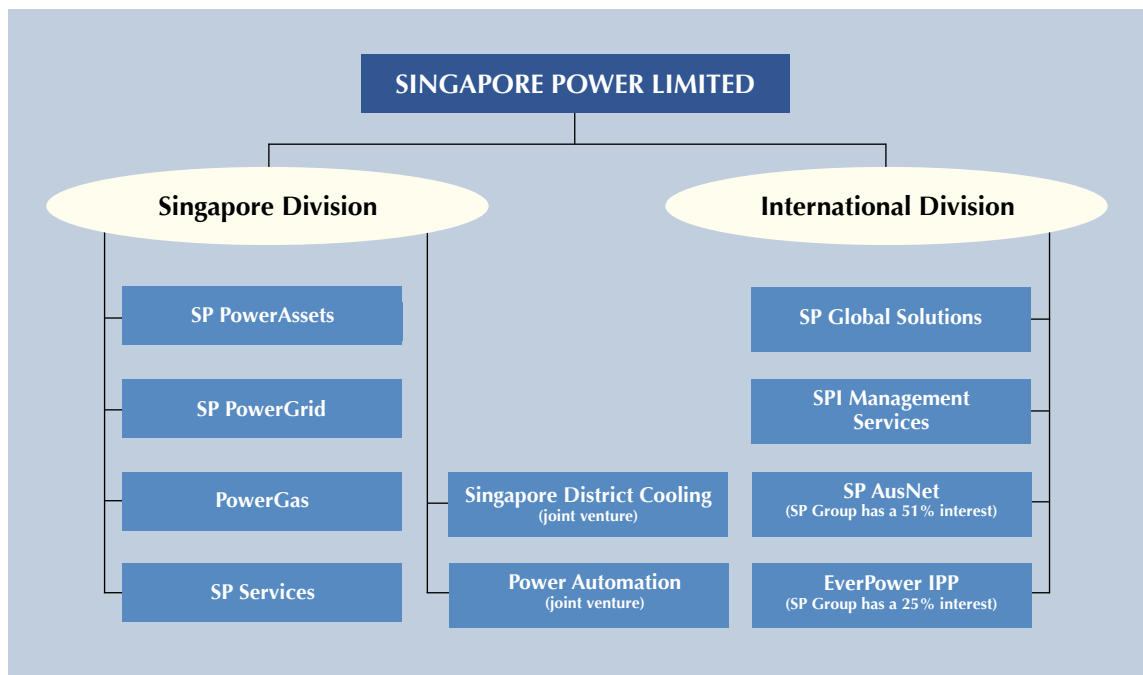 SINGAPORE POWER LIMITED
Singapore Division
International Division
SP PowerAssets
SP PowerGrid
PowerGas
SP Services
Singapore District Cooling
(joint venture)
Power Automation
(joint venture)
SP Global Solutions
SPI Management
Services
SP AusNet
(SP Group has a 51% interest)
EverPower IPP
(SP Group has a 25% interest)